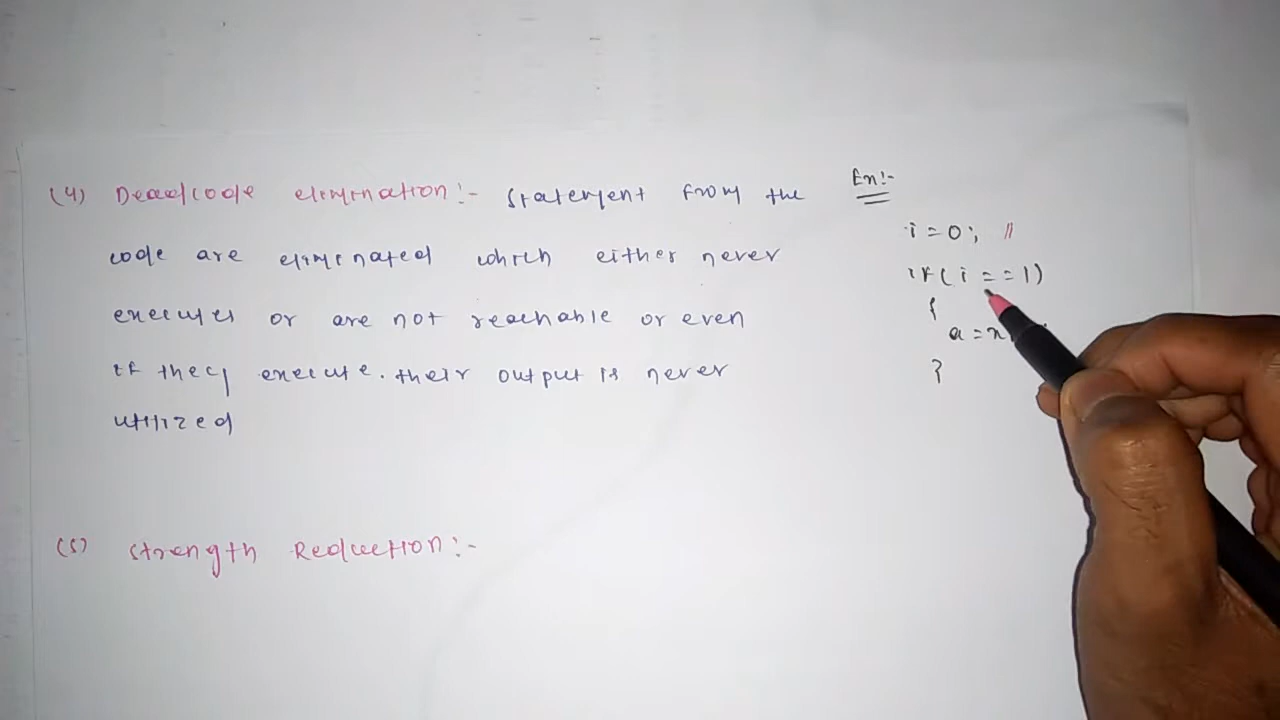 (4) Deadcode elimination:- statement from the
code are eliminated which either never
executes or are not reachable or even
if they execute. their output is never
utilized
(5) Strength Reduction:-
Ex:-
i = 0; //
if(i == 1)
{
a = x
}